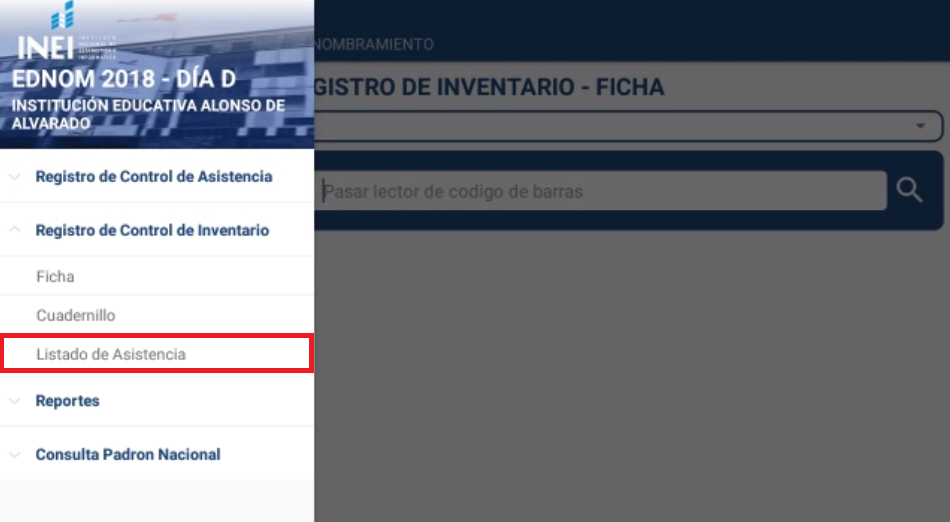 INEI
EDNOM 2018 - DÍA D
INSTITUCIÓN EDUCATIVA ALONSO DE
ALVARADO
Registro de Control de Asistencia
Registro de Control de Inventario
Ficha
Cuadernillo
Listado de Asistencia
Reportes
Consulta Padron Nacional
NOMBRAMIENTO
GISTRO DE INVENTARIO - FICHA
Pasar lector de codigo de barras